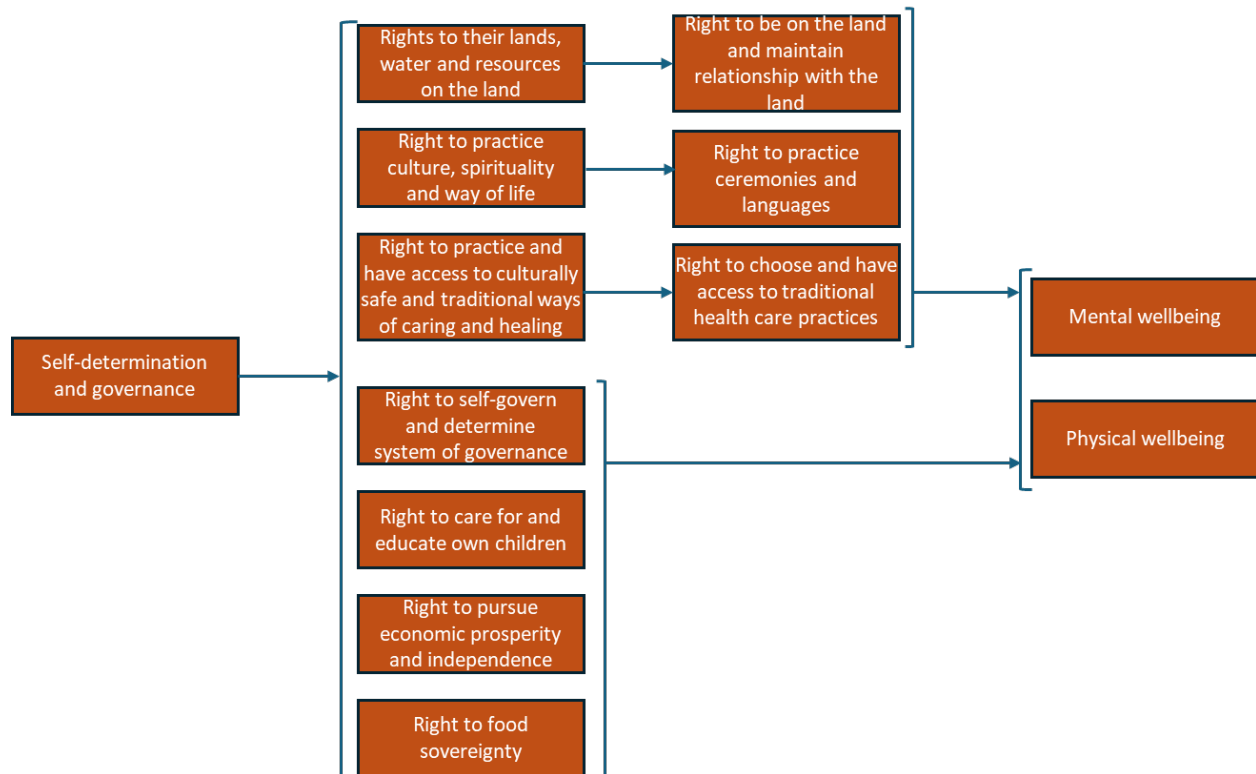 Self-determination
and governance
Rights to their lands,
water and resources
on the land
Right to practice
culture, spirituality
and way of life
Right to practice and
have access to culturally
safe and traditional ways
of caring and healing
Right to self-govern
and determine
system of governance
Right to care for and
educate own children
Right to pursue
economic prosperity
and independence
Right to food
sovereignty
Right to be on the land
and maintain
relationship with the
land
Right to practice
ceremonies and
languages
Right to choose and have
access to traditional
health care practices
Mental wellbeing
Physical wellbeing